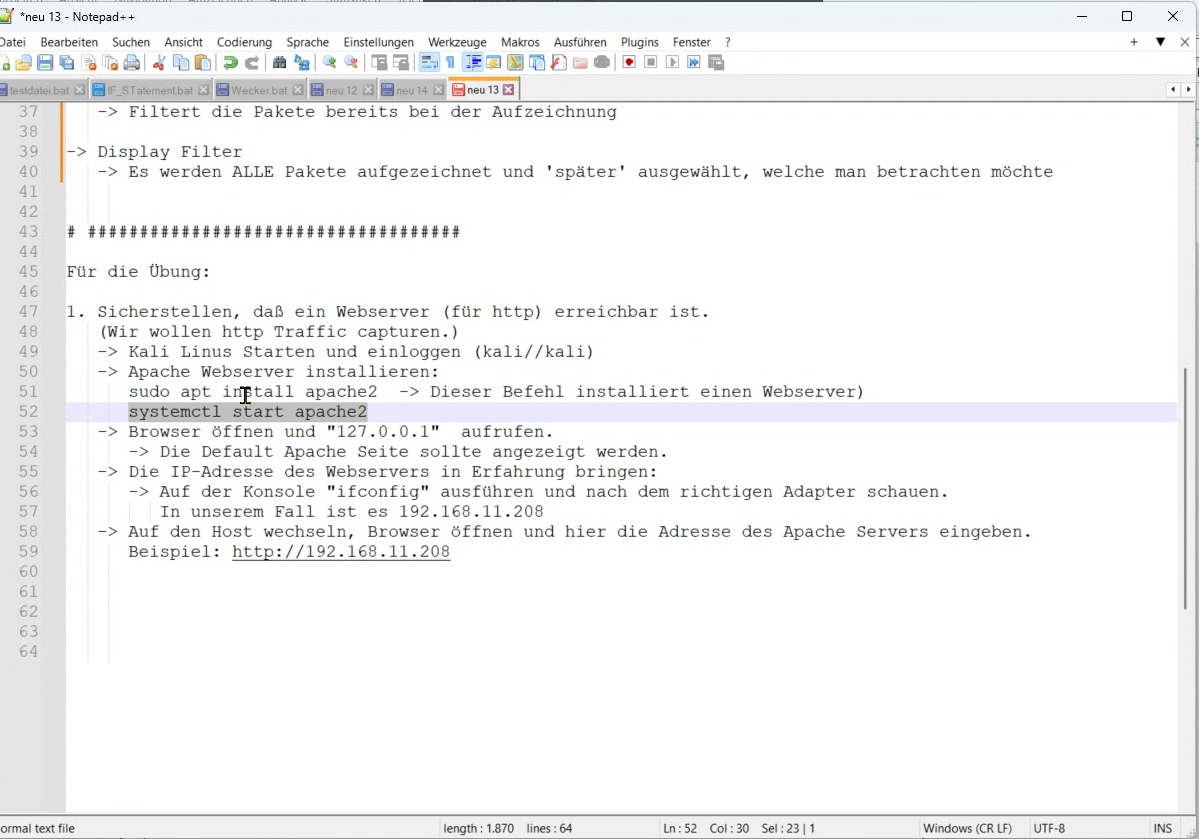 *neu 13 - Notepad++
Datei Bearbeiten Suchen Ansicht Codierung Sprache Einstellungen Werkzeuge Makros Ausführen Plugins Fenster ?
testdatei.bat IF_STatement.bat Wecker.bat neu 12 neu 14 neu 13
37 -> Filtert die Pakete bereits bei der Aufzeichnung
38
39 -> Display Filter
40 -> Es werden ALLE Pakete aufgezeichnet und 'später' ausgewählt, welche man betrachten möchte
41
42
43 # ####################################
44
45 Für die Übung:
46
47 1. Sicherstellen, daß ein Webserver (für http) erreichbar ist.
48 (Wir wollen http Traffic capturen.)
49 -> Kali Linus Starten und einloggen (kali//kali)
50 -> Apache Webserver installieren:
51 sudo apt install apache2 -> Dieser Befehl installiert einen Webserver)
52 systemctl start apache2
53 -> Browser öffnen und "127.0.0.1" aufrufen.
54 -> Die Default Apache Seite sollte angezeigt werden.
55 -> Die IP-Adresse des Webservers in Erfahrung bringen:
56 -> Auf der Konsole "ifconfig" ausführen und nach dem richtigen Adapter schauen.
57 In unserem Fall ist es 192.168.11.208
58 -> Auf den Host wechseln, Browser öffnen und hier die Adresse des Apache Servers eingeben.
59 Beispiel: http://192.168.11.208
60
61
62
63
64
ormal text file length : 1.870 lines : 64 Ln : 52 Col : 30 Sel : 23 | 1 Windows (CR LF) UTF-8 INS